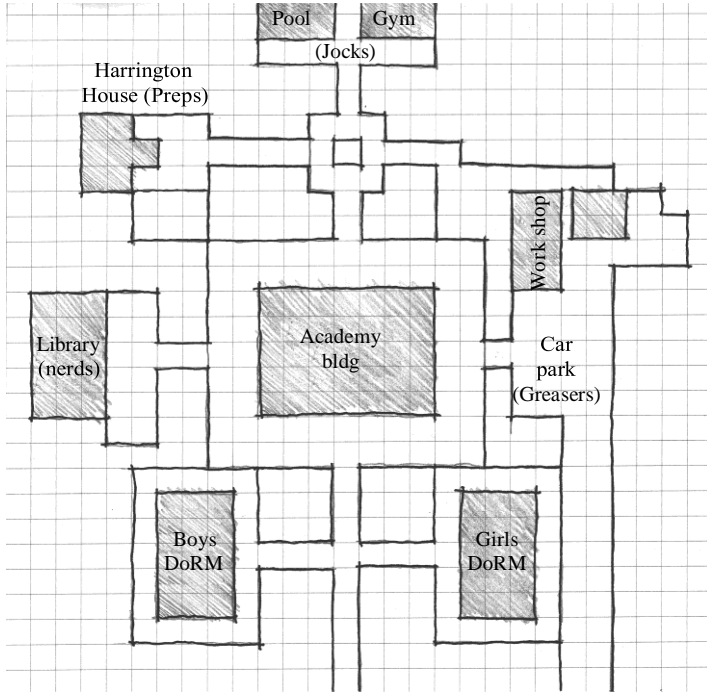 Pool
Gym
(Jocks)
Harrington
House (Preps)
Work shop
Library
(nerds)
Academy
bldg
Car
park
(Greasers)
Boys
DoRM
Girls
DoRM